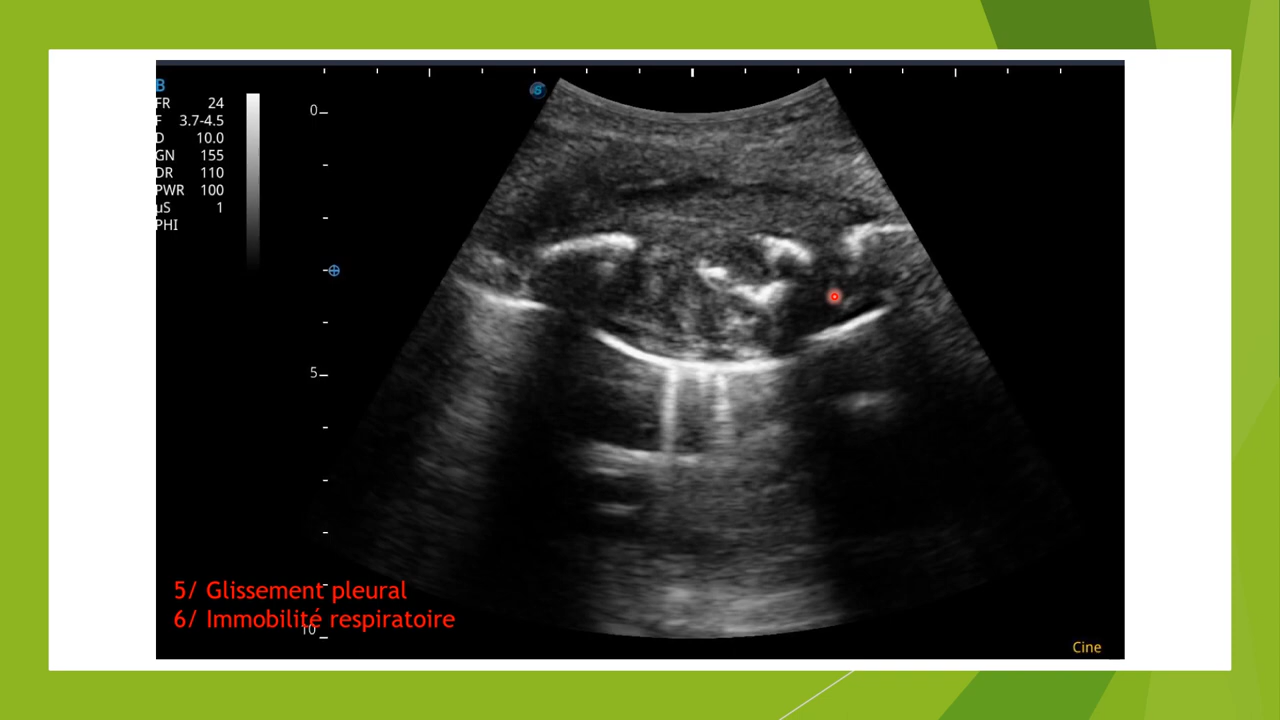 B
FR 24
F 3.7-4.5
D 10.0
GN 155
DR 110
PWR 100
µS 1
PHI
S
0
5
10
5/ Glissement pleural
6/ Immobilité respiratoire
Cine